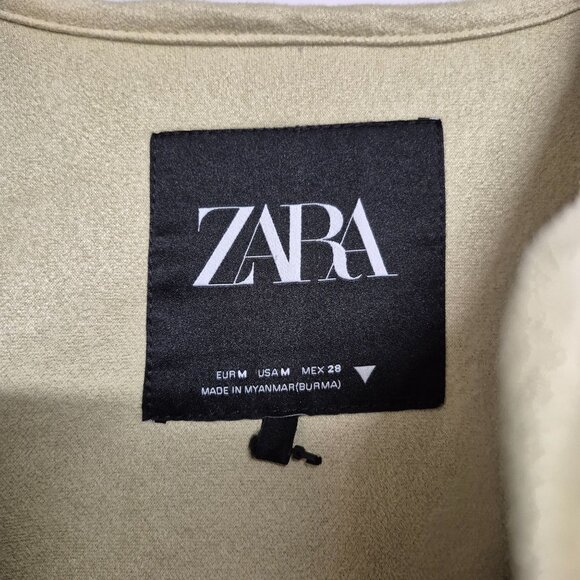 ZARA
EUR M USA M MEX 28
MADE IN MYANMAR(BURMA)